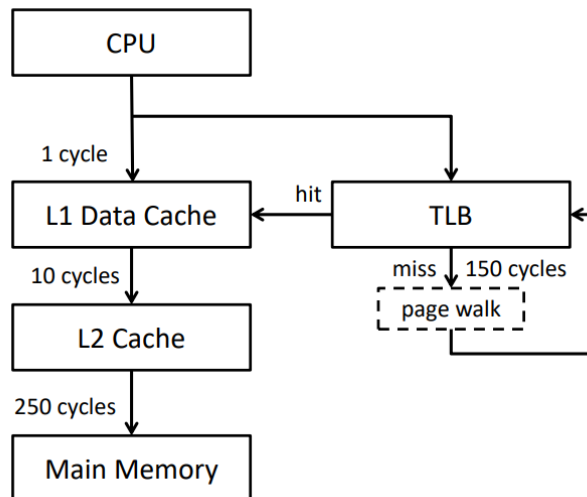 CPU
1 cycle
L1 Data Cache
hit
TLB
10 cycles
miss 150 cycles
page walk
L2 Cache
250 cycles
Main Memory